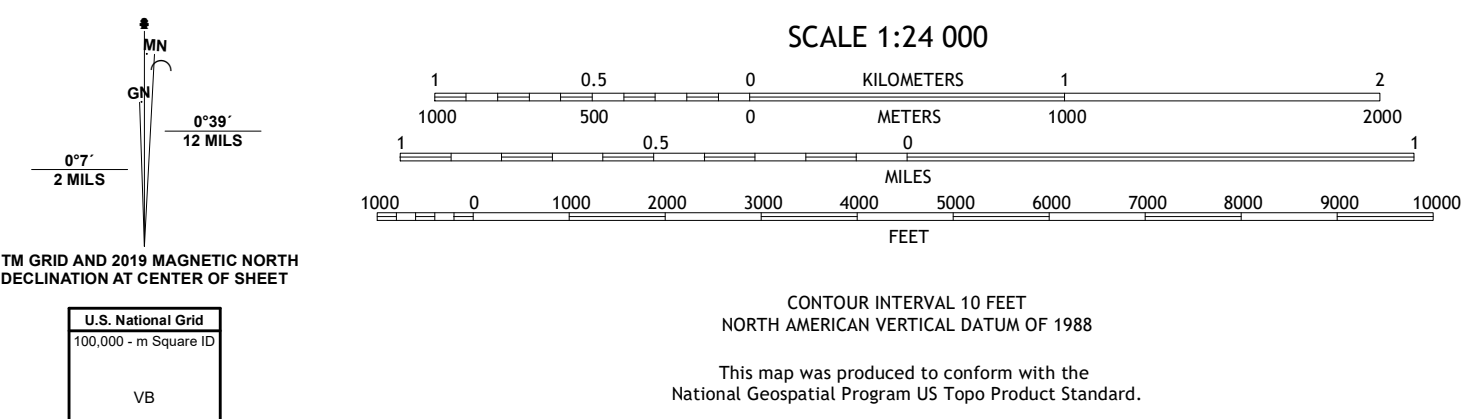 MN
GN
0°39´
12 MILS
0°7´
2 MILS
TM GRID AND 2019 MAGNETIC NORTH
DECLINATION AT CENTER OF SHEET
U.S. National Grid
100,000 - m Square ID
VB
SCALE 1:24 000
1 0.5 0 KILOMETERS 1 2
1000 500 0 METERS 1000 2000
1 0.5 0 1
MILES
1000 0 1000 2000 3000 4000 5000 6000 7000 8000 9000 10000
FEET
CONTOUR INTERVAL 10 FEET
NORTH AMERICAN VERTICAL DATUM OF 1988
This map was produced to conform with the
National Geospatial Program US Topo Product Standard.